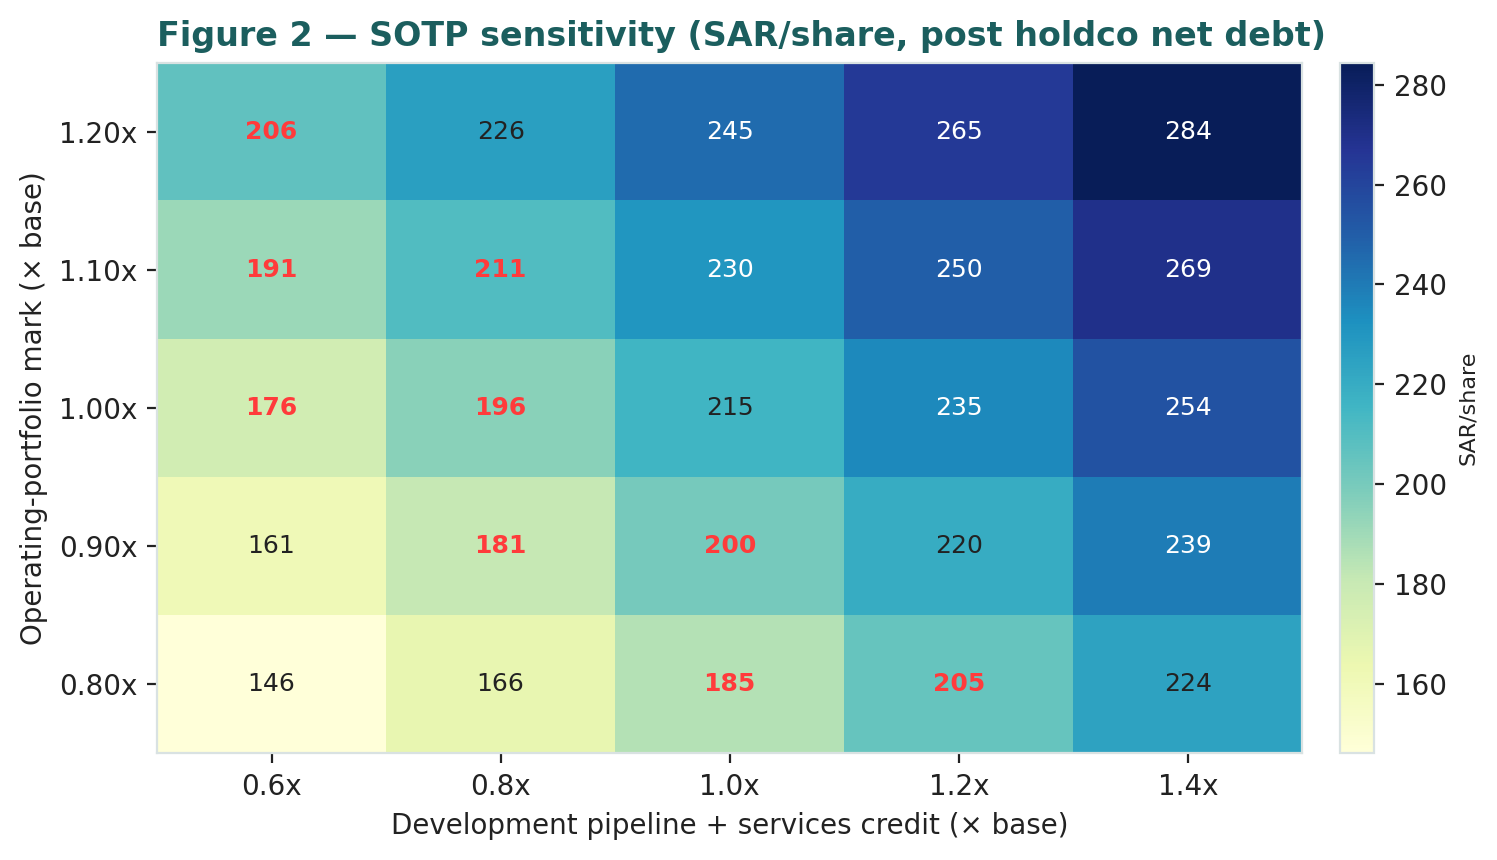 Figure 2 — SOTP sensitivity (SAR/share, post holdco net debt)
Operating-portfolio mark (× base)
1.20x 206 226 245 265 284
1.10x 191 211 230 250 269
1.00x 176 196 215 235 254
0.90x 161 181 200 220 239
0.80x 146 166 185 205 224
0.6x 0.8x 1.0x 1.2x 1.4x
Development pipeline + services credit (× base)
280
260
240
220
200
180
160
SAR/share